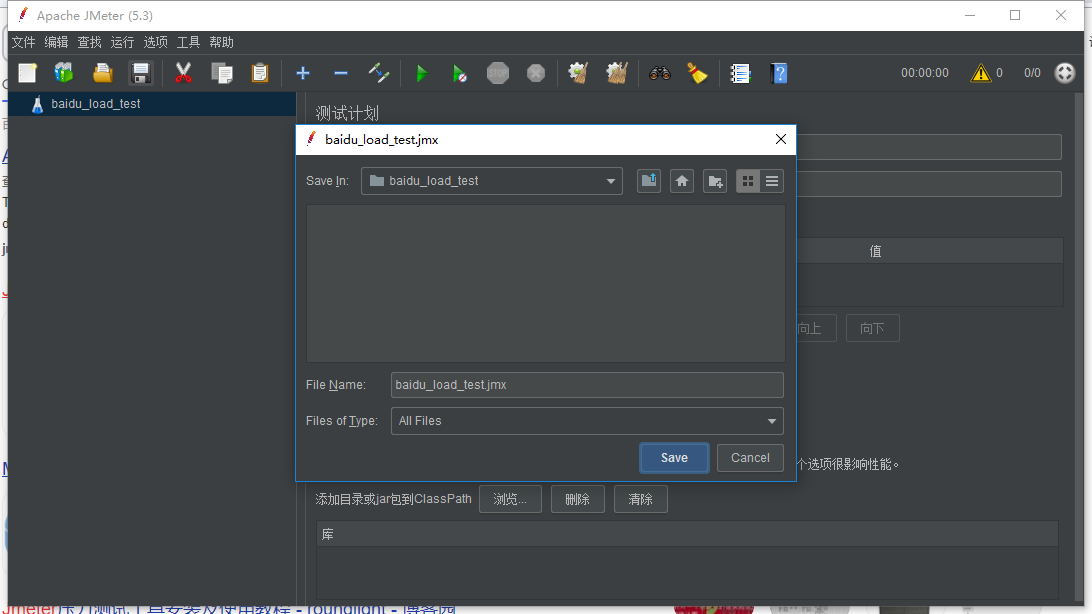 Apache JMeter (5.3)
文件 编辑 查找 运行 选项 工具 帮助
STOP
00:00:00
0
0/0
baidu_load_test
测试计划
baidu_load_test.jmx
Save In:
baidu_load_test
值
File Name:
baidu_load_test.jmx
向上
向下
Files of Type:
All Files
Save
Cancel
个选项很影响性能。
添加目录或jar包到ClassPath
浏览...
删除
清除
库
Jmeter压力测试工具安装及使用教程 - roundlight - 博客园